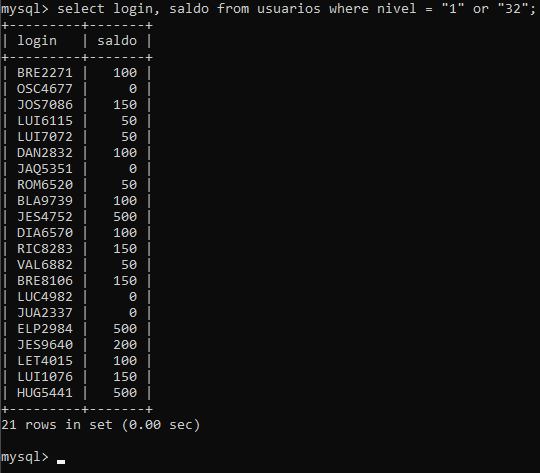 mysql> select login, saldo from usuarios where nivel = "1" or "32";
+---------+-------+
| login   | saldo |
+---------+-------+
| BRE2271 |   100 |
| OSC4677 |     0 |
| JOS7086 |   150 |
| LUI6115 |    50 |
| LUI7072 |    50 |
| DAN2832 |   100 |
| JAQ5351 |     0 |
| ROM6520 |    50 |
| BLA9739 |   100 |
| JES4752 |   500 |
| DIA6570 |   100 |
| RIC8283 |   150 |
| VAL6882 |    50 |
| BRE8106 |   150 |
| LUC4982 |     0 |
| JUA2337 |     0 |
| ELP2984 |   500 |
| JES9640 |   200 |
| LET4015 |   100 |
| LUI1076 |   150 |
| HUG5441 |   500 |
+---------+-------+
21 rows in set (0.00 sec)
mysql>